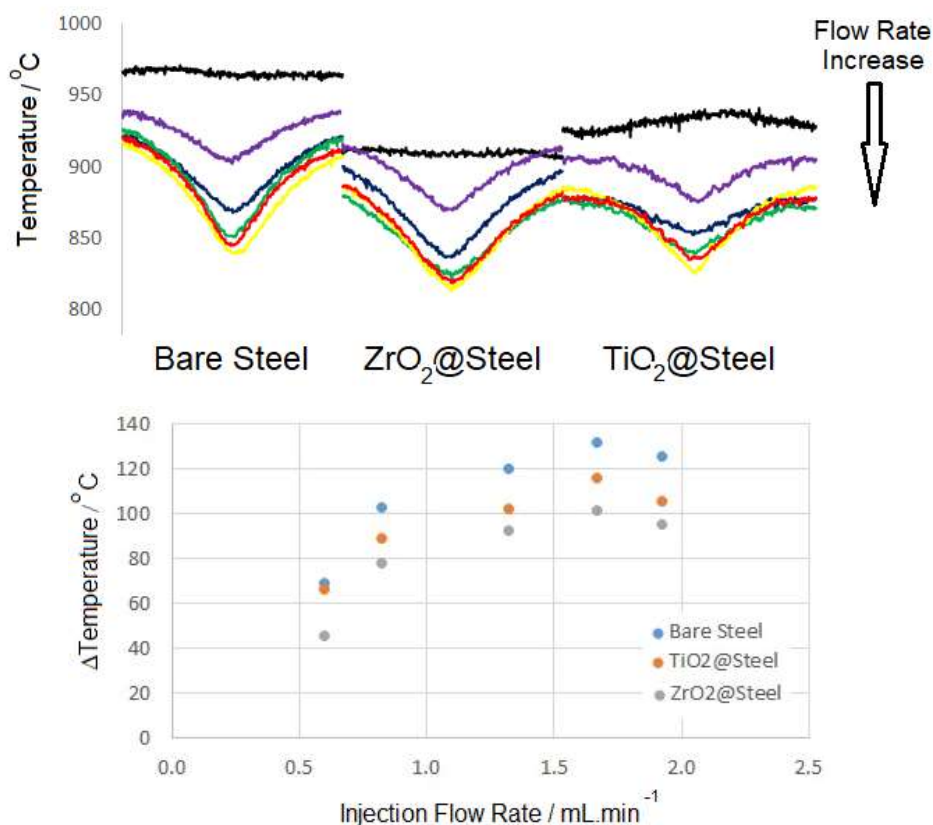 1000
950
900
850
800
Temperature / °C
Flow Rate
Increase
Bare Steel
ZrO₂@Steel
TiO₂@Steel
140
120
100
80
60
40
20
0
ΔTemperature / °C
Bare Steel
TiO2@Steel
ZrO2@Steel
0.0 0.5 1.0 1.5 2.0 2.5
Injection Flow Rate / mL.min⁻¹